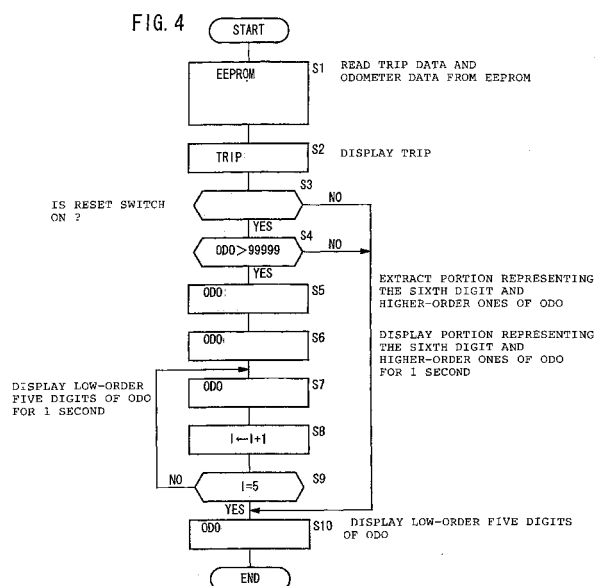 FIG. 4
START
EEPROM
S1
READ TRIP DATA AND
ODOMETER DATA FROM EEPROM
TRIP
S2
DISPLAY TRIP
S3
IS RESET SWITCH
ON ?
NO
YES
S4
ODO>99999
NO
YES
EXTRACT PORTION REPRESENTING
THE SIXTH DIGIT AND
HIGHER-ORDER ONES OF ODO
ODO:
S5
ODO:
S6
DISPLAY PORTION REPRESENTING
THE SIXTH DIGIT AND
HIGHER-ORDER ONES OF ODO
FOR 1 SECOND
DISPLAY LOW-ORDER
FIVE DIGITS OF ODO
FOR 1 SECOND
ODO
S7
I←I+1
S8
I=5
S9
NO
YES
ODO
S10
DISPLAY LOW-ORDER FIVE DIGITS
OF ODO
END